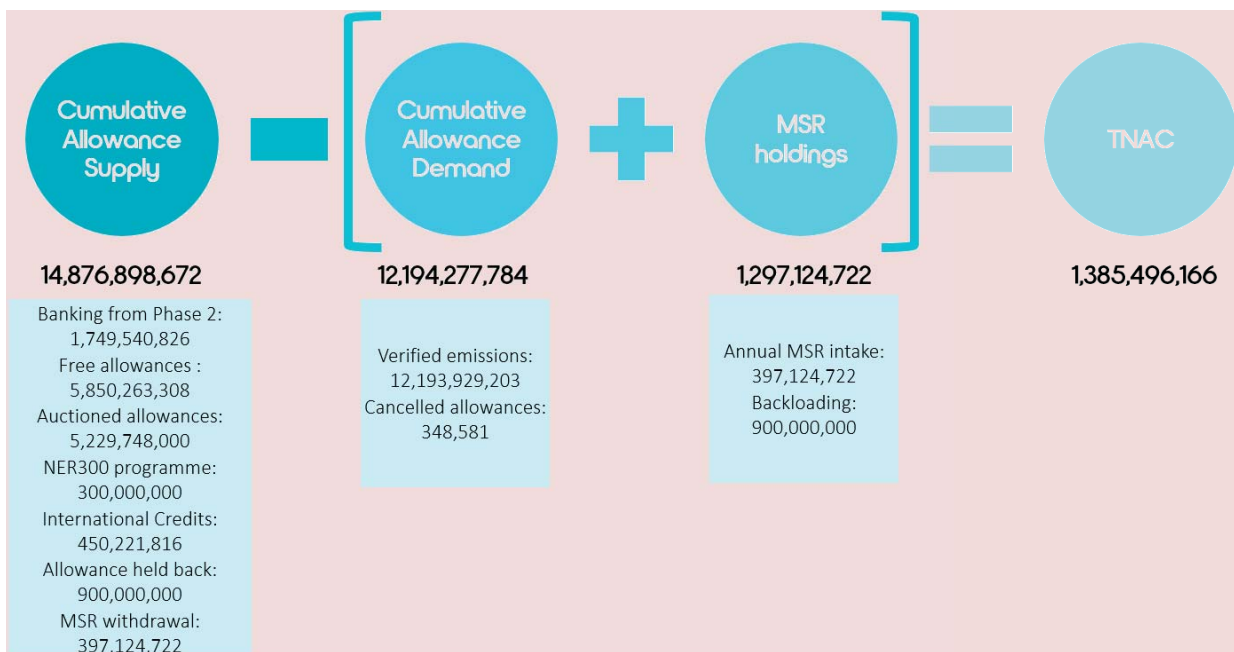 Cumulative
Allowance
Supply
Cumulative
Allowance
Demand
MSR
holdings
TNAC
14,876,898,672
12,194,277,784
1,297,124,722
1,385,496,166
Banking from Phase 2:
1,749,540,826
Free allowances :
5,850,263,308
Auctioned allowances:
5,229,748,000
NER300 programme:
300,000,000
International Credits:
450,221,816
Allowance held back:
900,000,000
MSR withdrawal:
397,124,722
Verified emissions:
12,193,929,203
Cancelled allowances:
348,581
Annual MSR intake:
397,124,722
Backloading:
900,000,000